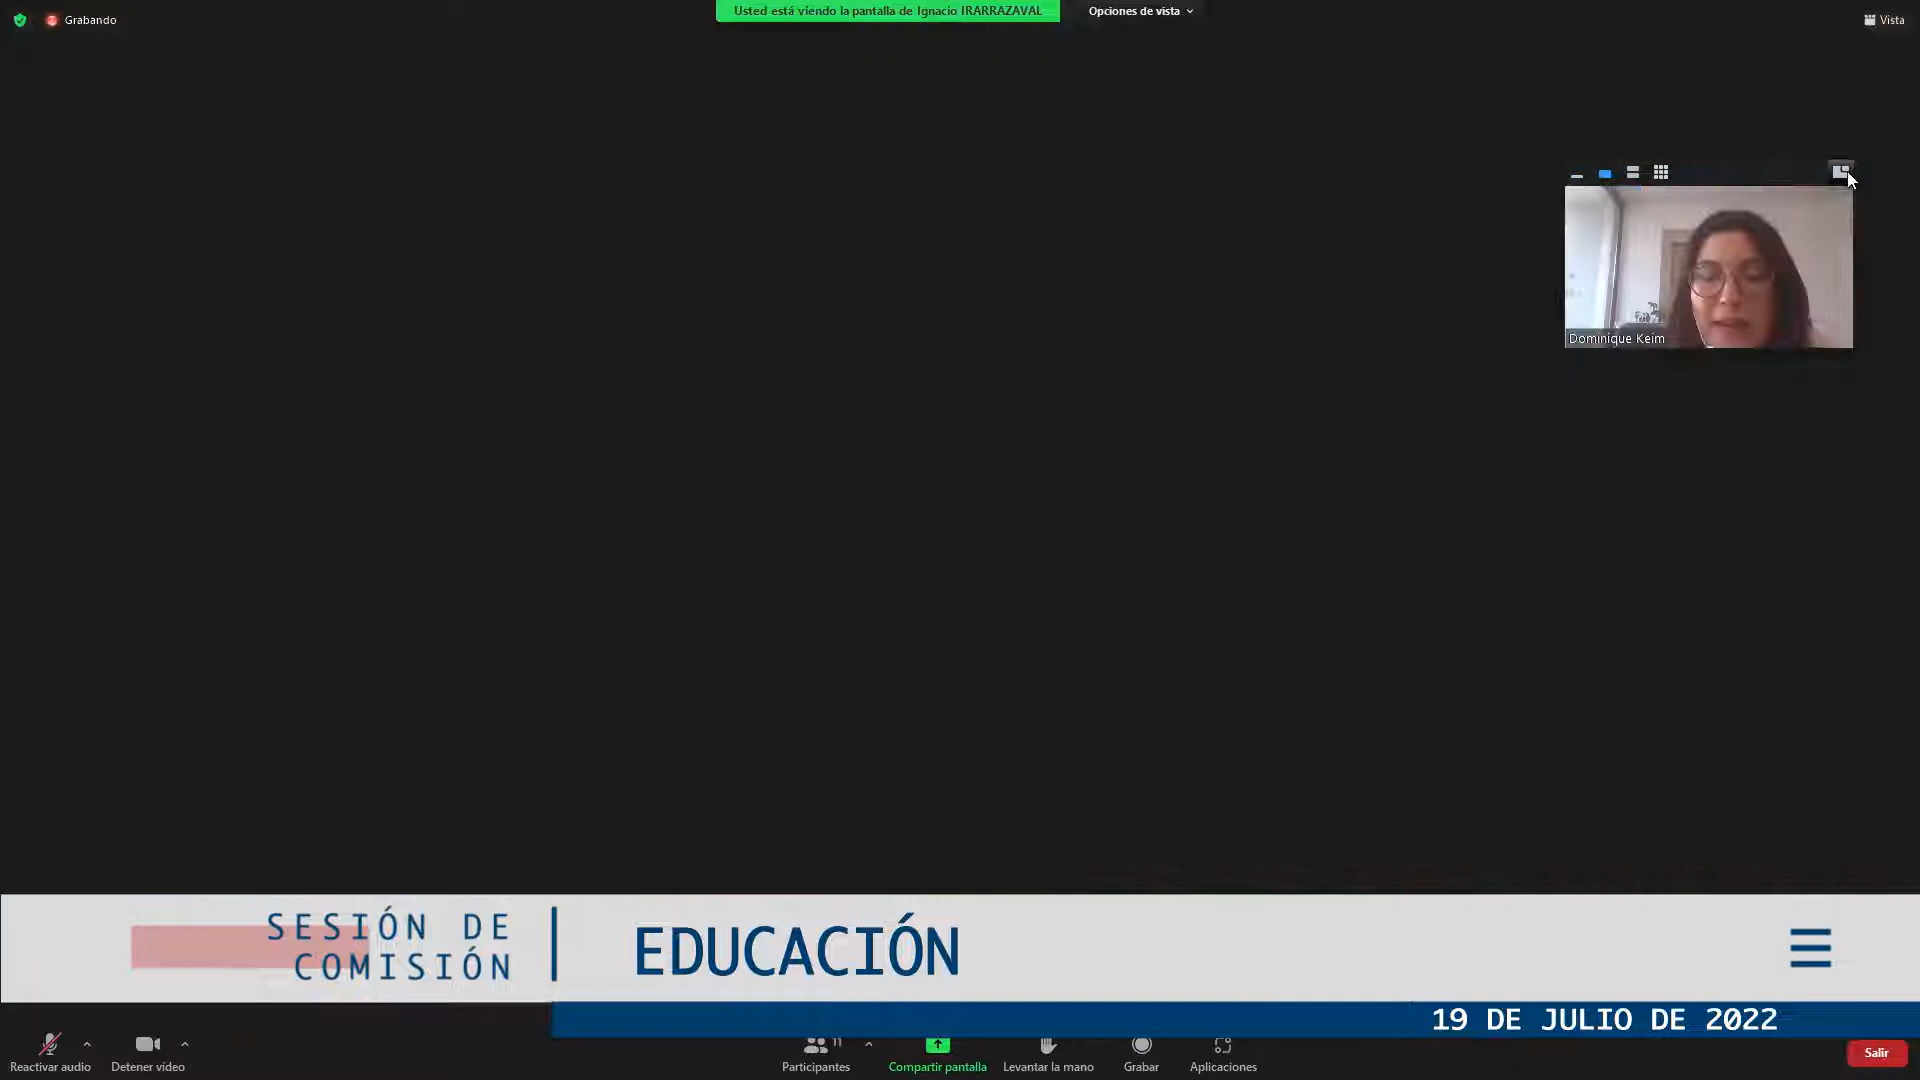 Grabando
Usted está viendo la pantalla de Ignacio IRARRAZAVAL
Opciones de vista
Vista
Dominique Keim
SESIÓN DE
COMISIÓN
EDUCACIÓN
19 DE JULIO DE 2022
Reactivar audio
Detener vídeo
Participantes
11
Compartir pantalla
Levantar la mano
Grabar
Aplicaciones
Salir